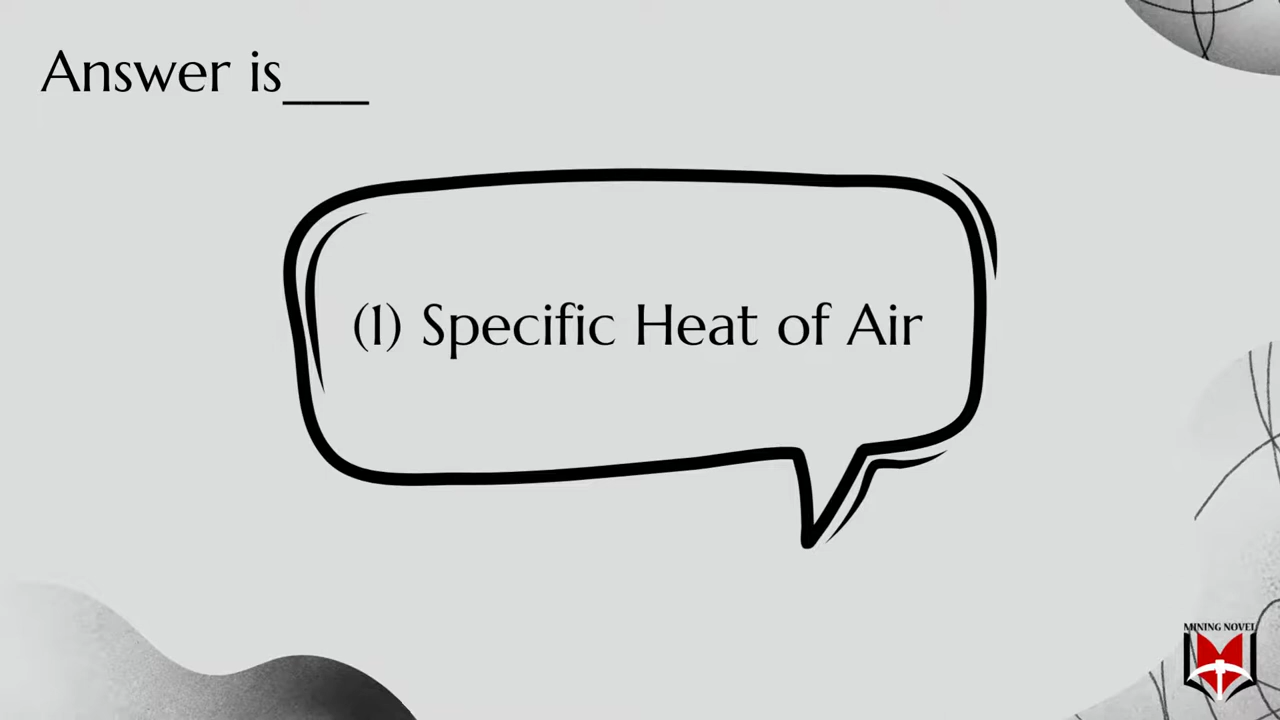 Answer is___
(1) Specific Heat of Air
MINING NOVEL